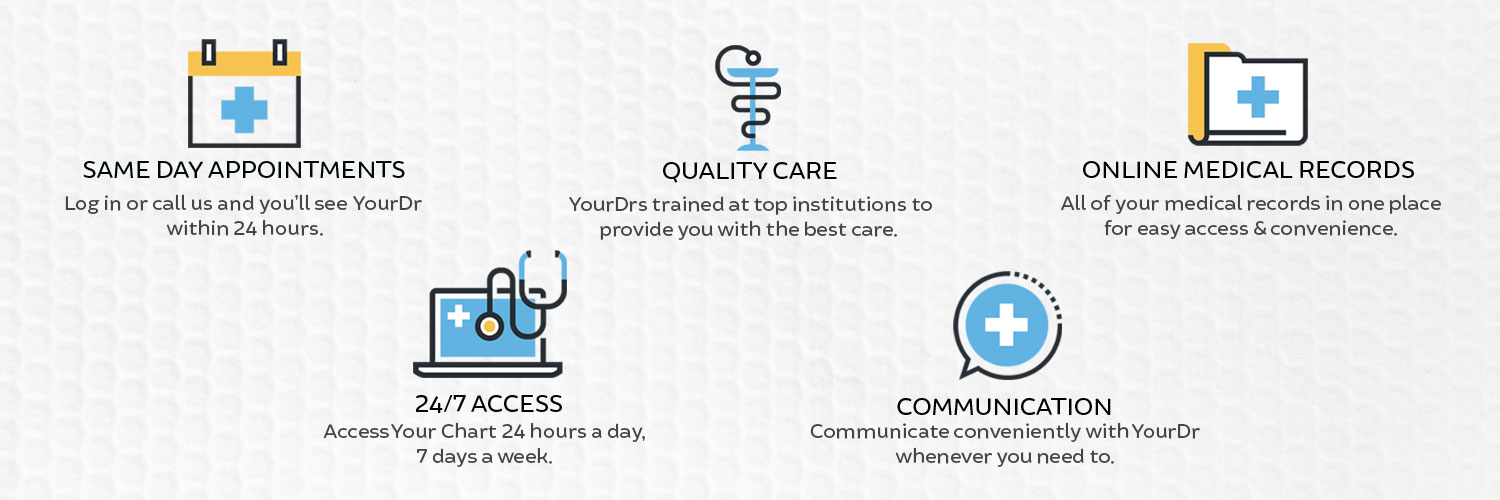 SAME DAY APPOINTMENTS
Log in or call us and you'll see YourDr
within 24 hours.
QUALITY CARE
YourDrs trained at top institutions to
provide you with the best care.
ONLINE MEDICAL RECORDS
All of your medical records in one place
for easy access & convenience.
24/7 ACCESS
Access Your Chart 24 hours a day,
7 days a week.
COMMUNICATION
Communicate conveniently with YourDr
whenever you need to.